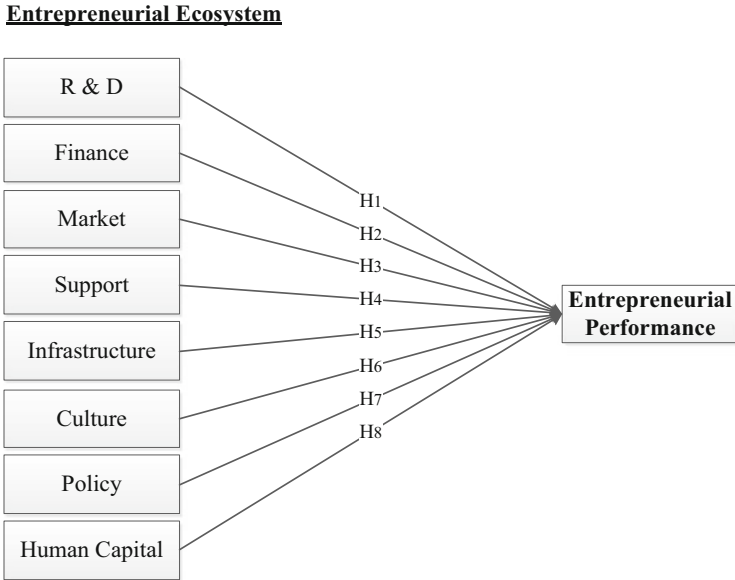 Entrepreneurial Ecosystem
R & D
Finance
Market
Support
Infrastructure
Culture
Policy
Human Capital
H1
H2
H3
H4
H5
H6
H7
H8
Entrepreneurial
Performance